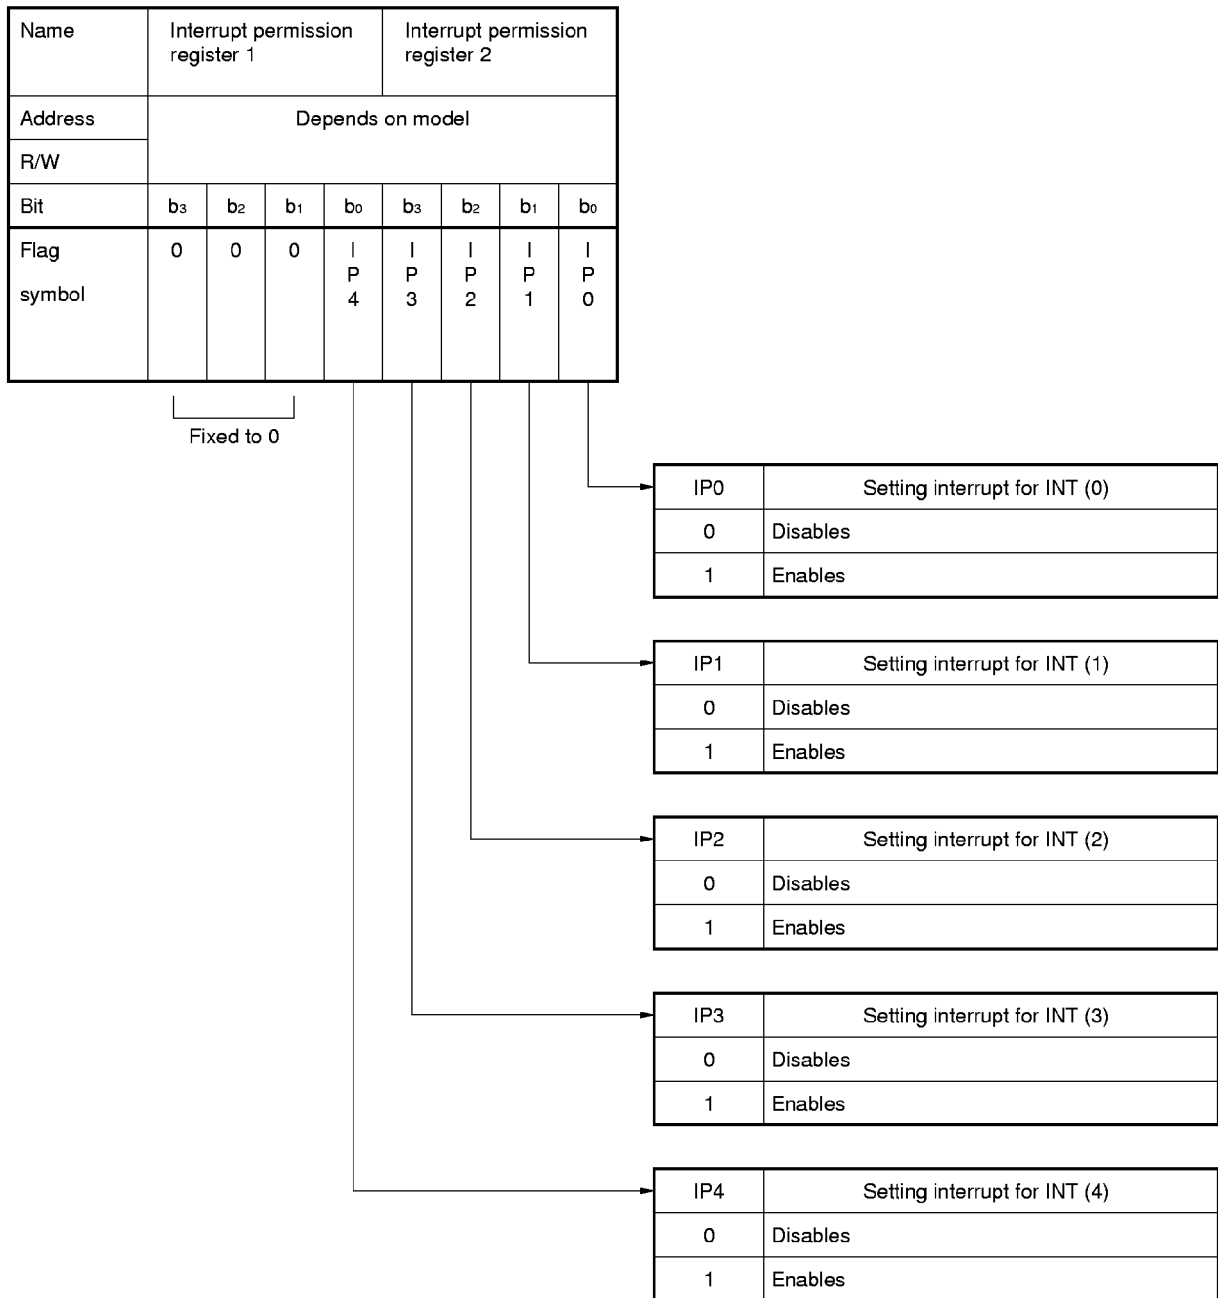 Name
Interrupt permission
register 1
Interrupt permission
register 2
Address
Depends on model
R/W
Bit b3 b2 b1 b0 b3 b2 b1 b0
Flag
symbol
0 0 0
I
P
4
I
P
3
I
P
2
I
P
1
I
P
0
Fixed to 0
IP0 Setting interrupt for INT (0)
0 Disables
1 Enables
IP1 Setting interrupt for INT (1)
0 Disables
1 Enables
IP2 Setting interrupt for INT (2)
0 Disables
1 Enables
IP3 Setting interrupt for INT (3)
0 Disables
1 Enables
IP4 Setting interrupt for INT (4)
0 Disables
1 Enables